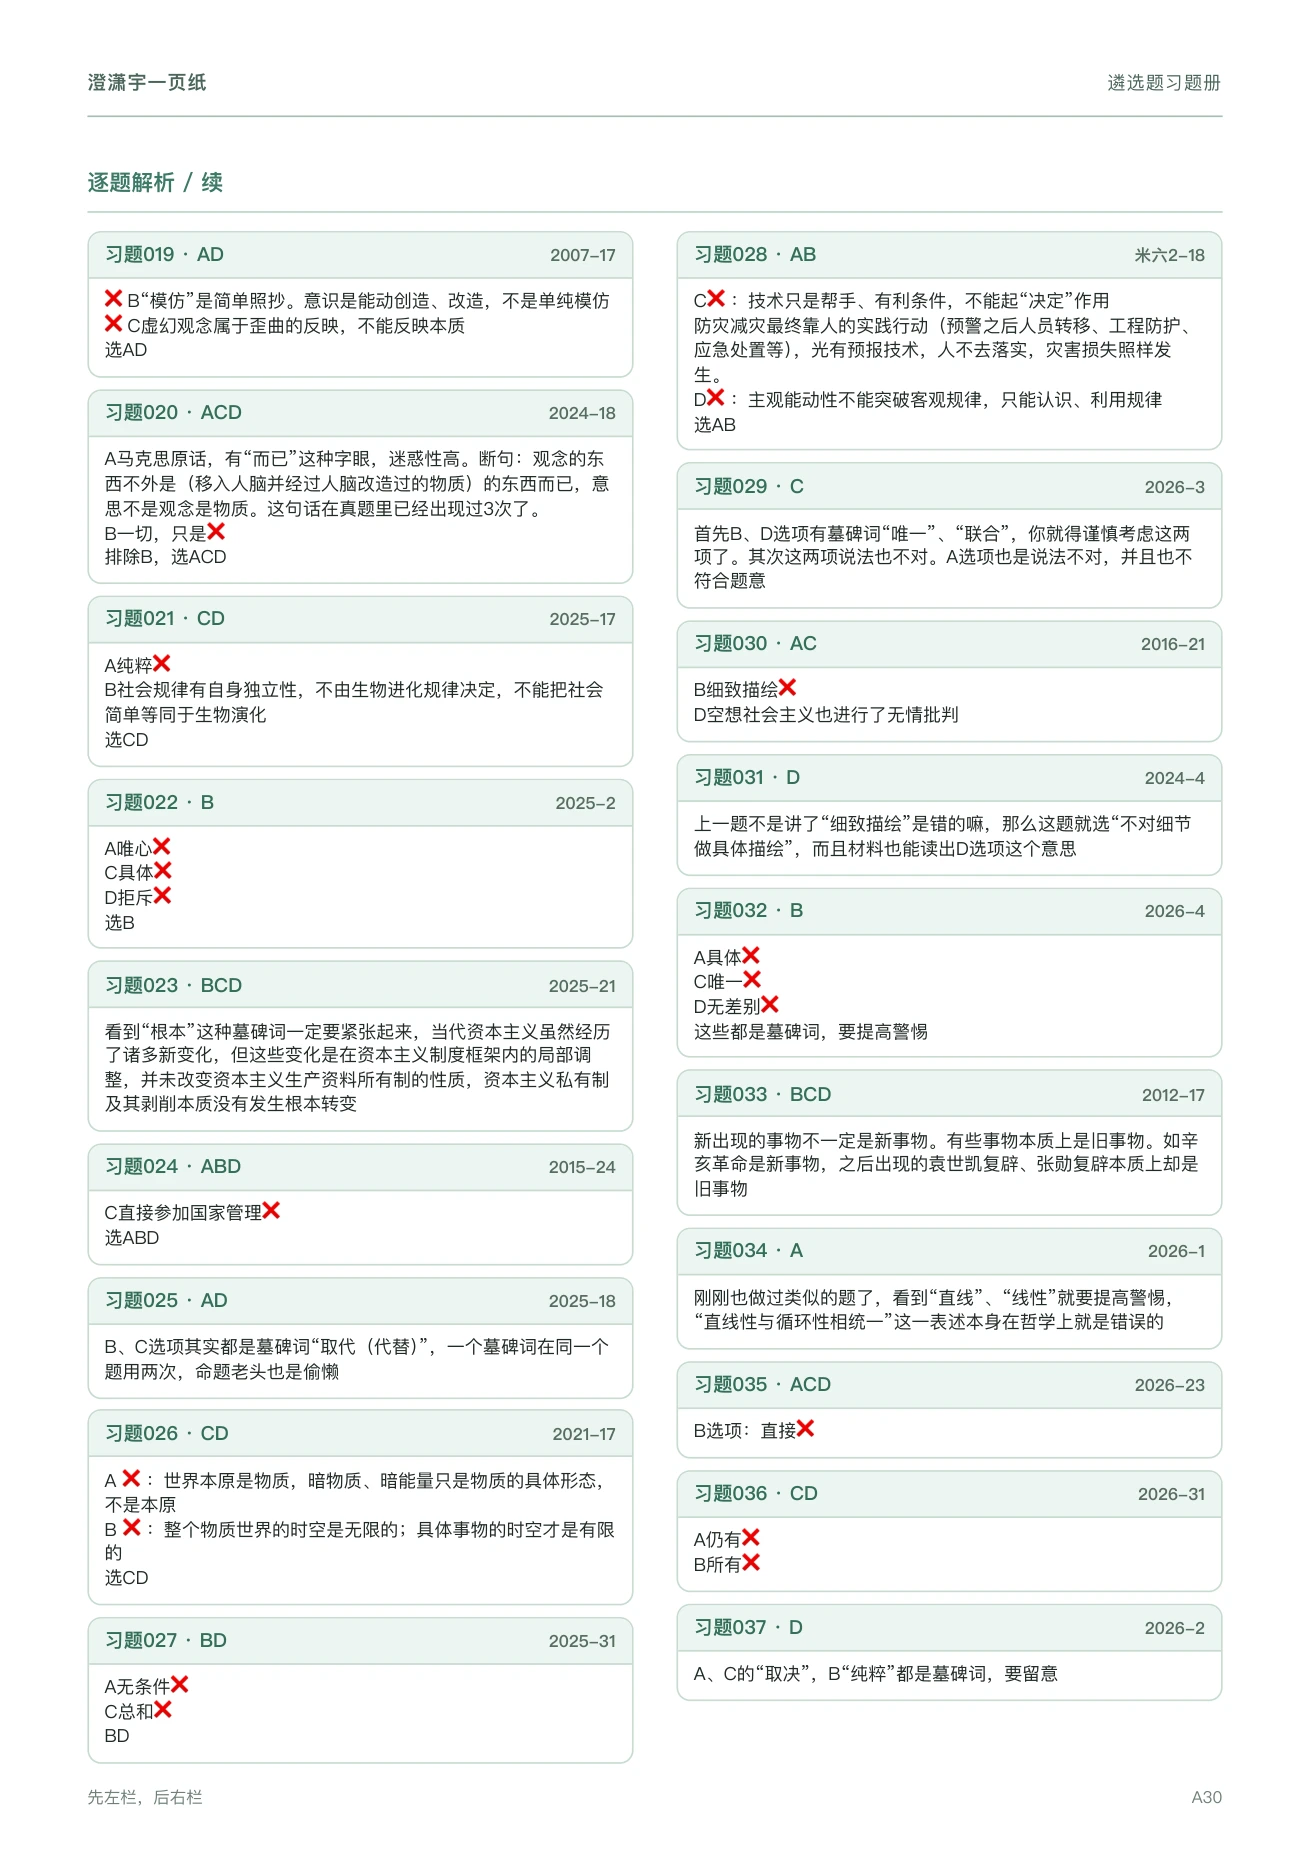 澄潇宇一页纸
遴选题习题册
逐题解析 / 续
习题019 · AD
2007-17
❌ B“模仿”是简单照抄。意识是能动创造、改造，不是单纯模仿
❌ C虚幻观念属于歪曲的反映，不能反映本质
选AD
习题020 · ACD
2024-18
A马克思原话，有“而已”这种字眼，迷惑性高。断句：观念的东
西不外是（移入人脑并经过人脑改造过的物质）的东西而已，意
思不是观念是物质。这句话在真题里已经出现过3次了。
B一切，只是❌
排除B，选ACD
习题021 · CD
2025-17
A纯粹❌
B社会规律有自身独立性，不由生物进化规律决定，不能把社会
简单等同于生物演化
选CD
习题022 · B
2025-2
A唯心❌
C具体❌
D拒斥❌
选B
习题023 · BCD
2025-21
看到“根本”这种墓碑词一定要紧张起来，当代资本主义虽然经历
了诸多新变化，但这些变化是在资本主义制度框架内的局部调
整，并未改变资本主义生产资料所有制的性质，资本主义私有制
及其剥削本质没有发生根本转变
习题024 · ABD
2015-24
C直接参加国家管理❌
选ABD
习题025 · AD
2025-18
B、C选项其实都是墓碑词“取代（代替）”，一个墓碑词在同一个
题用两次，命题老头也是偷懒
习题026 · CD
2021-17
A ❌：世界本原是物质，暗物质、暗能量只是物质的具体形态，
不是本原
B ❌：整个物质世界的时空是无限的；具体事物的时空才是有限
的
选CD
习题027 · BD
2025-31
A无条件❌
C总和❌
BD
习题028 · AB
米六2-18
C❌：技术只是帮手、有利条件，不能起“决定”作用
防灾减灾最终靠人的实践行动（预警之后人员转移、工程防护、
应急处置等），光有预报技术，人不去落实，灾害损失照样发
生。
D❌：主观能动性不能突破客观规律，只能认识、利用规律
选AB
习题029 · C
2026-3
首先B、D选项有墓碑词“唯一”、“联合”，你就得谨慎考虑这两
项了。其次这两项说法也不对。A选项也是说法不对，并且也不
符合题意
习题030 · AC
2016-21
B细致描绘❌
D空想社会主义也进行了无情批判
习题031 · D
2024-4
上一题不是讲了“细致描绘”是错的嘛，那么这题就选“不对细节
做具体描绘”，而且材料也能读出D选项这个意思
习题032 · B
2026-4
A具体❌
C唯一❌
D无差别❌
这些都是墓碑词，要提高警惕
习题033 · BCD
2012-17
新出现的事物不一定是新事物。有些事物本质上是旧事物。如辛
亥革命是新事物，之后出现的袁世凯复辟、张勋复辟本质上却是
旧事物
习题034 · A
2026-1
刚刚也做过类似的题了，看到“直线”、“线性”就要提高警惕，
“直线性与循环性相统一”这一表述本身在哲学上就是错误的
习题035 · ACD
2026-23
B选项：直接❌
习题036 · CD
2026-31
A仍有❌
B所有❌
习题037 · D
2026-2
A、C的“取决”，B“纯粹”都是墓碑词，要留意
先左栏，后右栏
A30